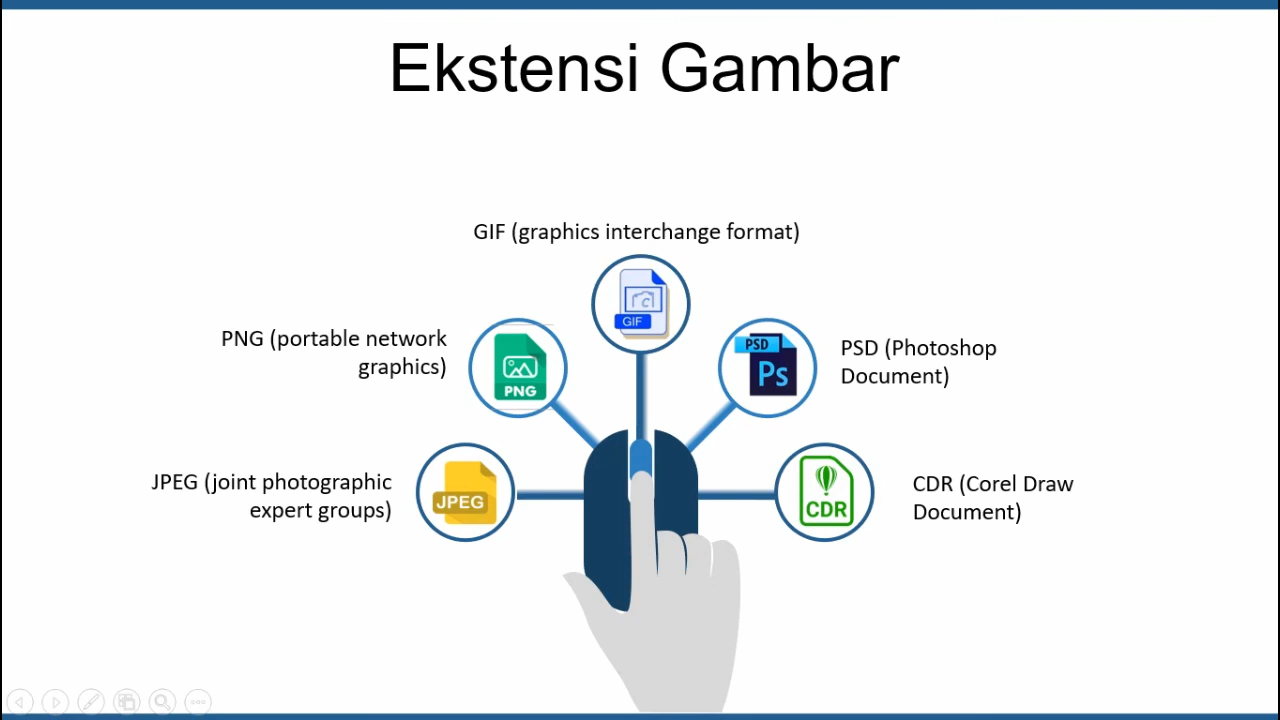 Ekstensi Gambar
GIF (graphics interchange format)
GIF
PNG (portable network
graphics)
PNG
PSD
Ps
PSD (Photoshop
Document)
JPEG (joint photographic
expert groups)
JPEG
CDR
CDR (Corel Draw
Document)